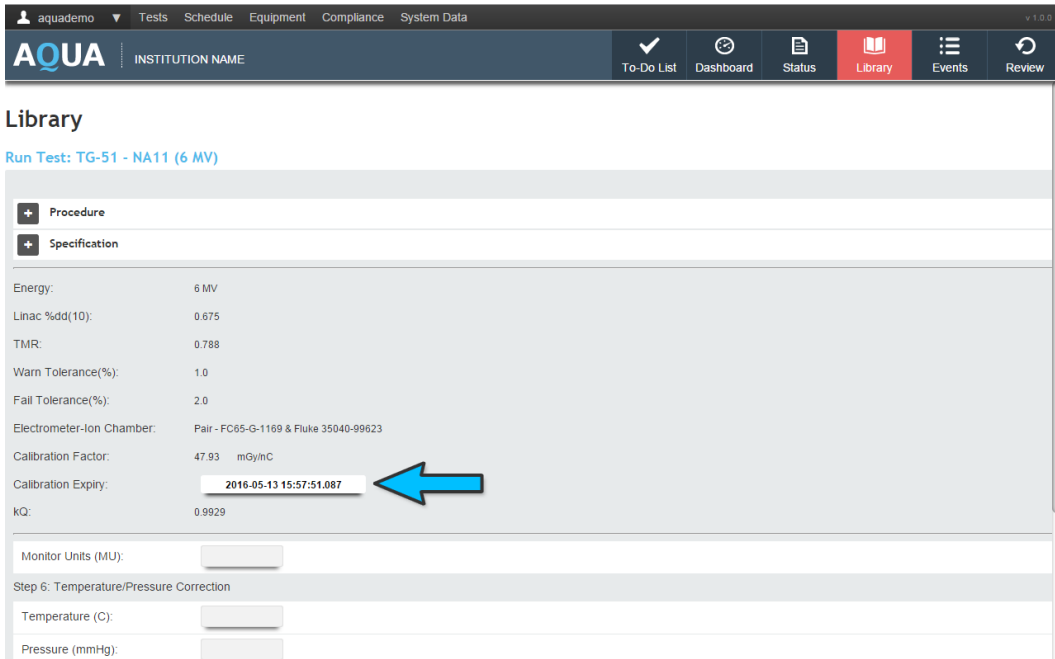 aquademo ▼ Tests Schedule Equipment Compliance System Data v 1.0.0
AQUA INSTITUTION NAME To-Do List Dashboard Status Library Events Review
Library
Run Test: TG-51 - NA11 (6 MV)
+ Procedure
+ Specification
Energy: 6 MV
Linac %dd(10): 0.675
TMR: 0.788
Warn Tolerance(%): 1.0
Fail Tolerance(%): 2.0
Electrometer-Ion Chamber: Pair - FC65-G-1169 & Fluke 35040-99623
Calibration Factor: 47.93 mGy/nC
Calibration Expiry: 2016-05-13 15:57:51.087
kQ: 0.9929
Monitor Units (MU):
Step 6: Temperature/Pressure Correction
Temperature (C):
Pressure (mmHg):